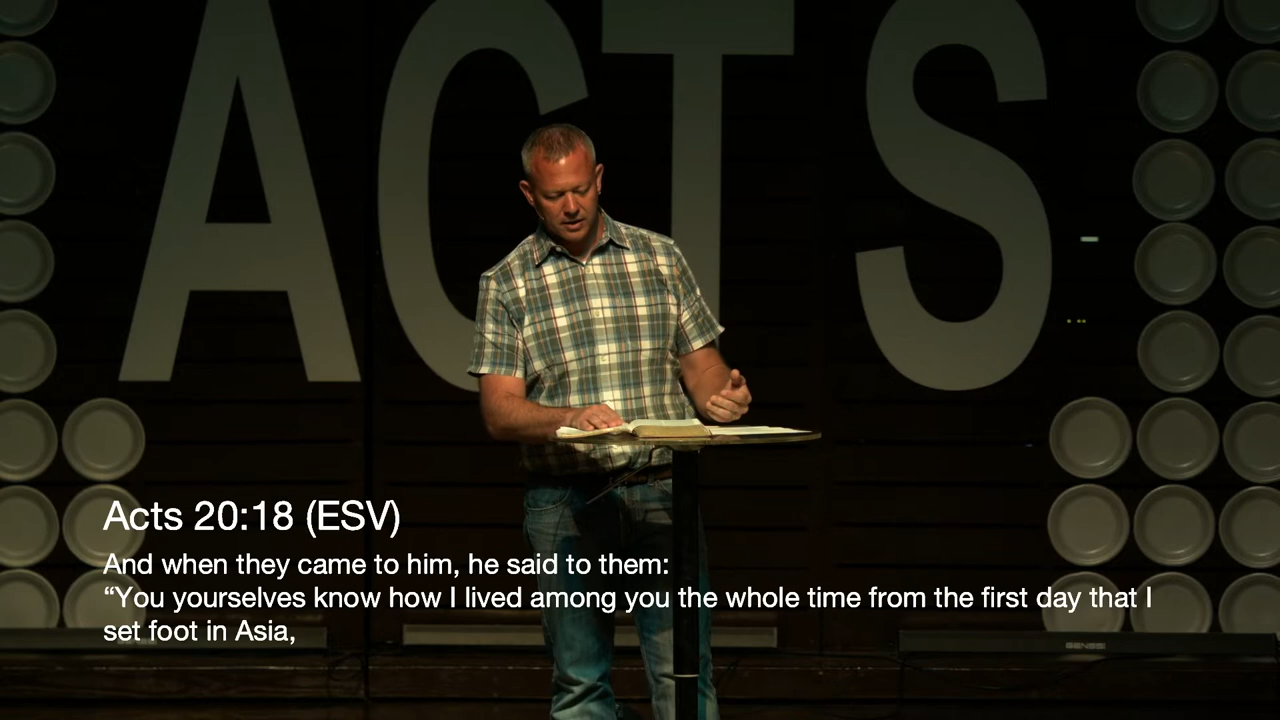 ACTS
Acts 20:18 (ESV)
And when they came to him, he said to them:
“You yourselves know how I lived among you the whole time from the first day that I
set foot in Asia,